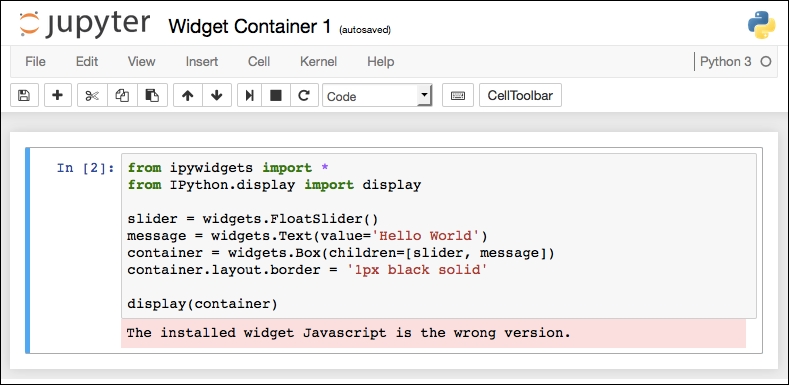 jupyter Widget Container 1 (autosaved)
File Edit View Insert Cell Kernel Help Python 3
Code CellToolbar
In [2]: from ipywidgets import *
from IPython.display import display
slider = widgets.FloatSlider()
message = widgets.Text(value='Hello World')
container = widgets.Box(children=[slider, message])
container.layout.border = '1px black solid'
display(container)
The installed widget Javascript is the wrong version.